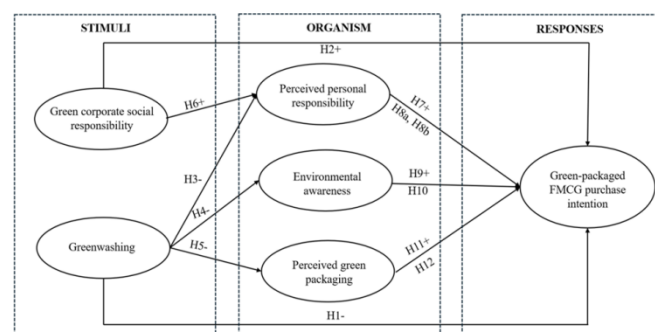 STIMULI
ORGANISM
RESPONSES
H2+
Green corporate social
responsibility
H6+
Perceived personal
responsibility
H7+
H8a, H8b
H3-
Environmental
awareness
H9+
H10
Green-packaged
FMCG purchase
intention
H4-
Greenwashing
H5-
Perceived green
packaging
H11+
H12
H1-